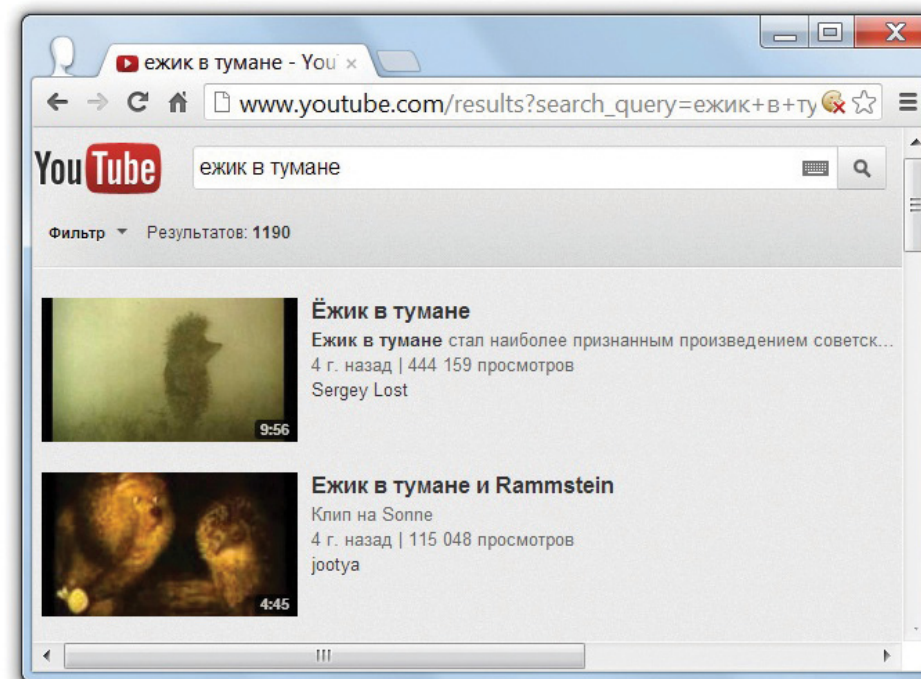 ежик в тумане - You
www.youtube.com/results?search_query=ежик+в+ту
YouTube
ежик в тумане
Фильтр Результатов: 1190
Ёжик в тумане
Ежик в тумане стал наиболее признанным произведением советск...
4 г. назад | 444 159 просмотров
Sergey Lost
9:56
Ежик в тумане и Rammstein
Клип на Sonne
4 г. назад | 115 048 просмотров
jootya
4:45